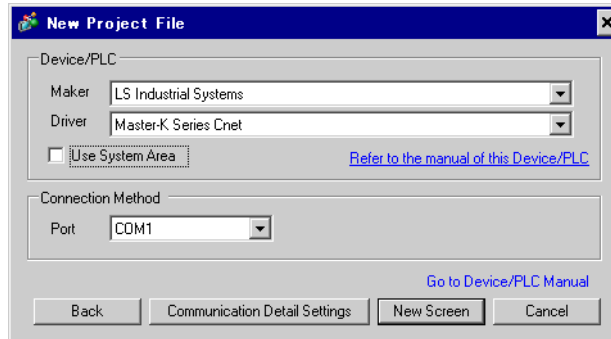 New Project File
Device/PLC
Maker LS Industrial Systems
Driver Master-K Series Cnet
Use System Area Refer to the manual of this Device/PLC
Connection Method
Port COM1
Go to Device/PLC Manual
Back Communication Detail Settings New Screen Cancel